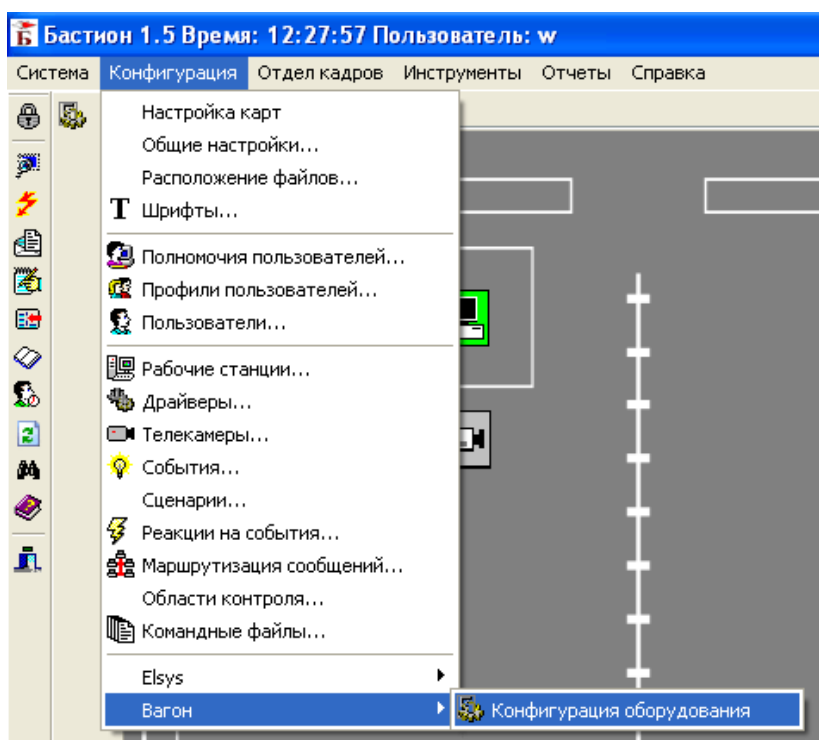 Бастион 1.5 Время: 12:27:57 Пользователь: w
Система Конфигурация Отдел кадров Инструменты Отчеты Справка
Настройка карт
Общие настройки...
Расположение файлов...
Шрифты...
Полномочия пользователей...
Профили пользователей...
Пользователи...
Рабочие станции...
Драйверы...
Телекамеры...
События...
Сценарии...
Реакции на события...
Маршрутизация сообщений...
Области контроля...
Командные файлы...
Elsys
Вагон
Конфигурация оборудования